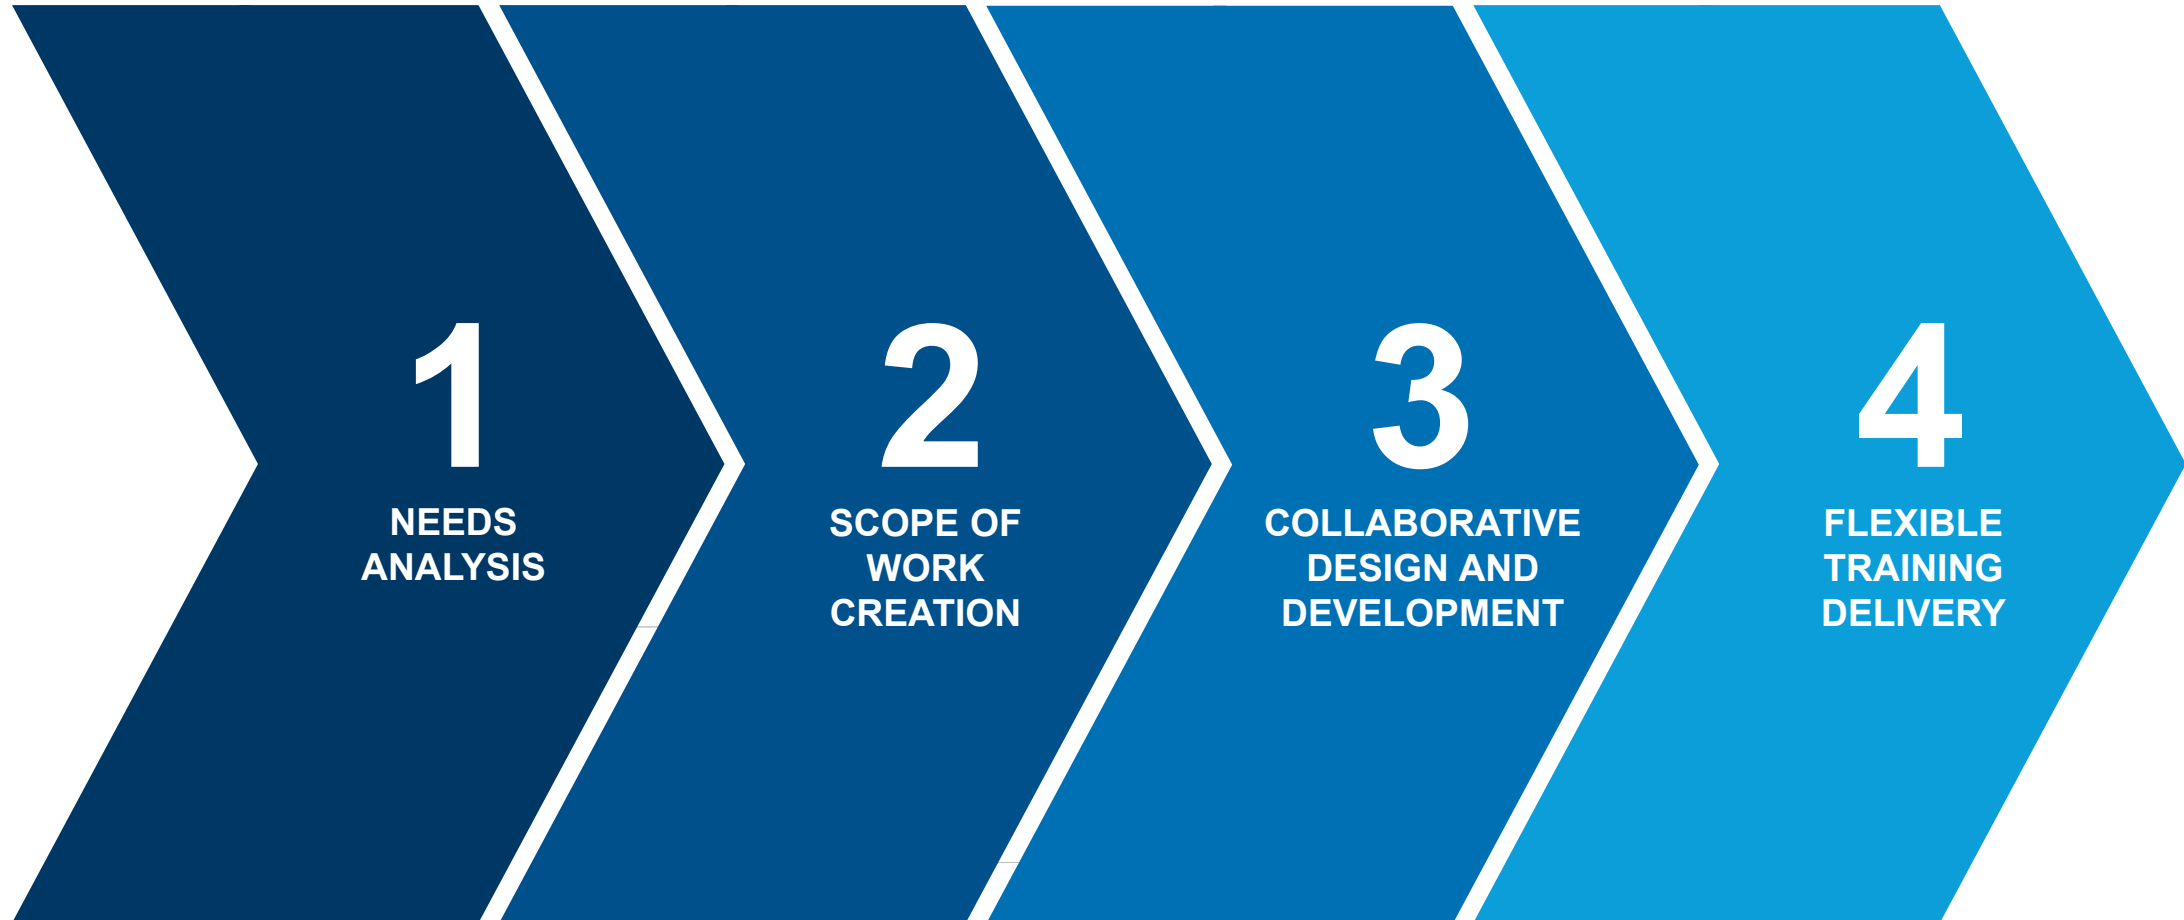 1
NEEDS
ANALYSIS
2
SCOPE OF
WORK
CREATION
3
COLLABORATIVE
DESIGN AND
DEVELOPMENT
4
FLEXIBLE
TRAINING
DELIVERY